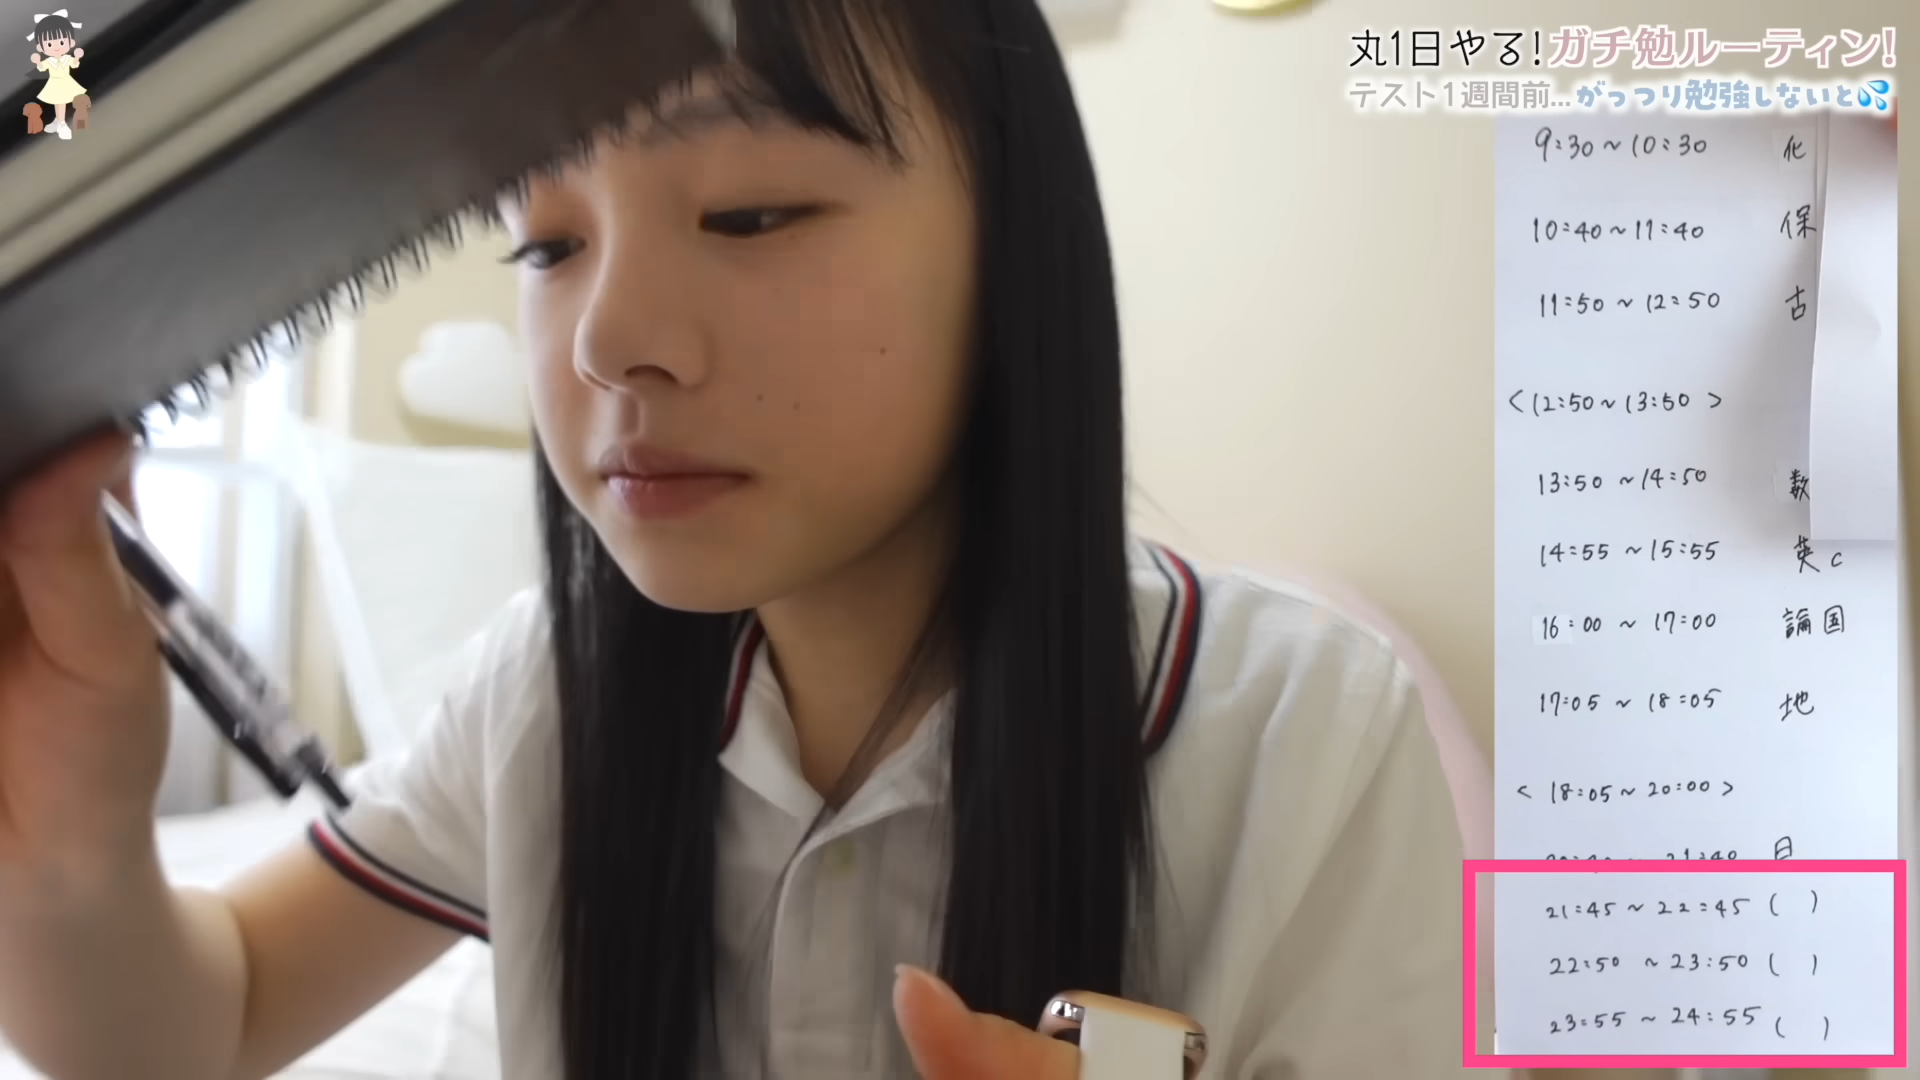 丸1日やる!ガチ勉ルーティン!
テスト1週間前...がっつり勉強しないと💦
9:30~10:30 化
10:40~11:40 保
11:50~12:50 古
<12:50~13:50>
13:50~14:50 数
14:55~15:55 英c
16:00~17:00 論国
17:05~18:05 地
<18:05~20:00>
21:45~22:45( )
22:50~23:50( )
23:55~24:55( )